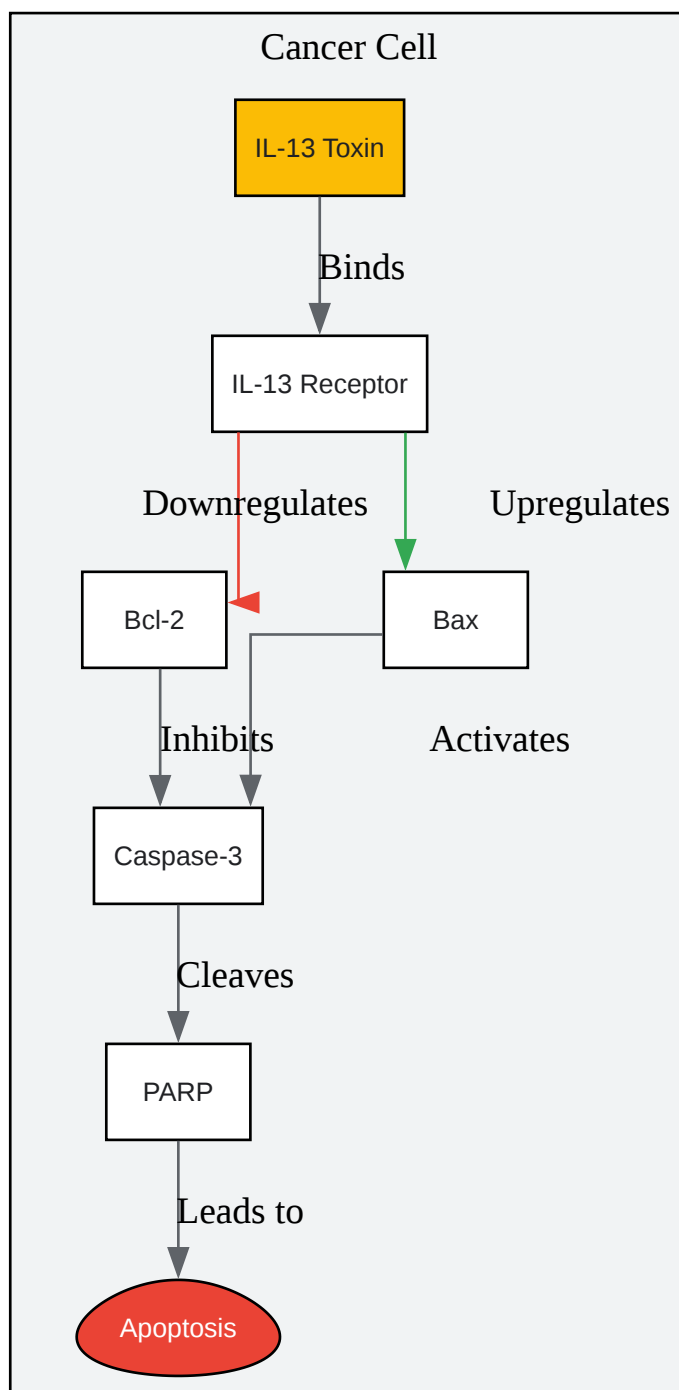 Cancer Cell
IL-13 Toxin
Binds
IL-13 Receptor
Downregulates
Upregulates
Bcl-2
Bax
Inhibits
Activates
Caspase-3
Cleaves
PARP
Leads to
Apoptosis